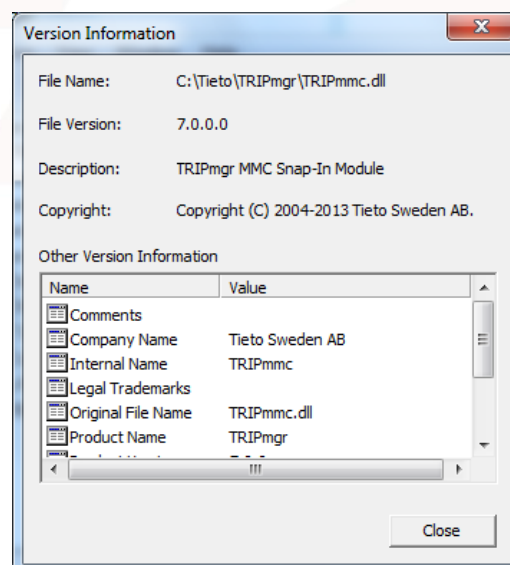 Version Information
File Name: C:\Tieto\TRIPmgr\TRIPmmc.dll
File Version: 7.0.0.0
Description: TRIPmgr MMC Snap-In Module
Copyright: Copyright (C) 2004-2013 Tieto Sweden AB.
Other Version Information
Name Value
Comments
Company Name Tieto Sweden AB
Internal Name TRIPmmc
Legal Trademarks
Original File Name TRIPmmc.dll
Product Name TRIPmgr
Close